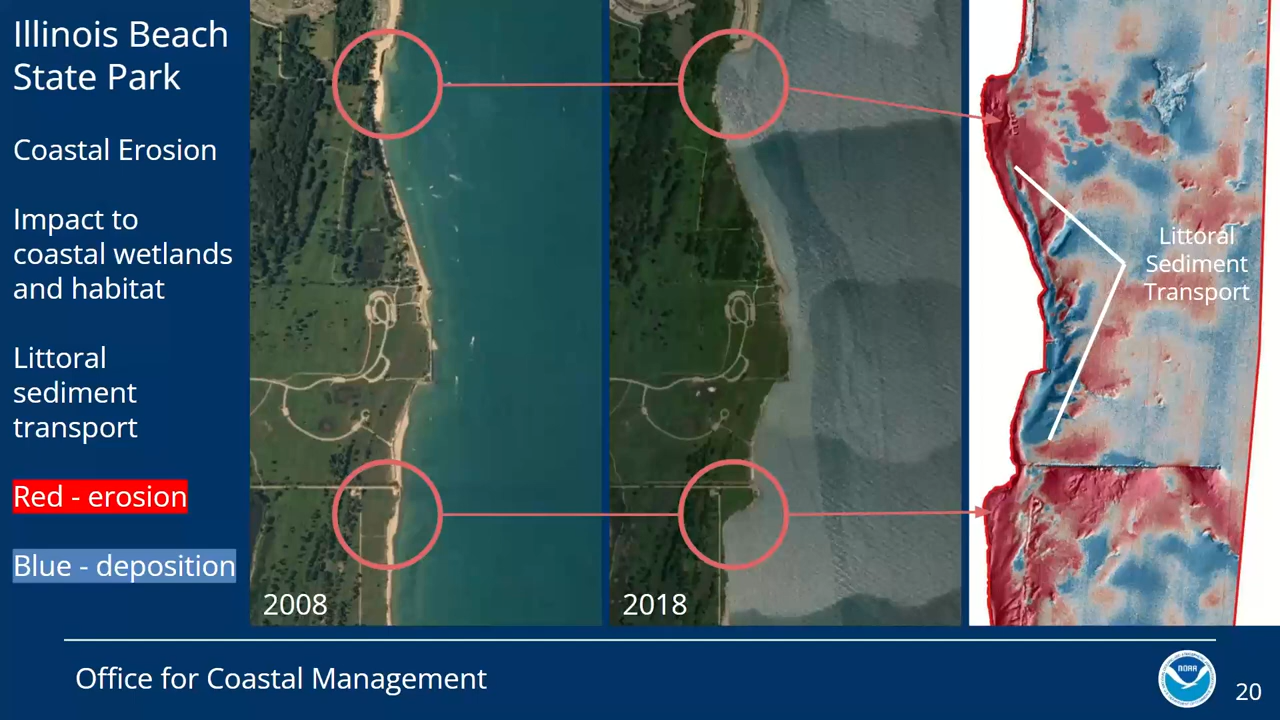 Illinois Beach
State Park
Coastal Erosion
Impact to
coastal wetlands
and habitat
Littoral
sediment
transport
Red - erosion
Blue - deposition
2008
2018
Littoral
Sediment
Transport
Office for Coastal Management
NOAA
20